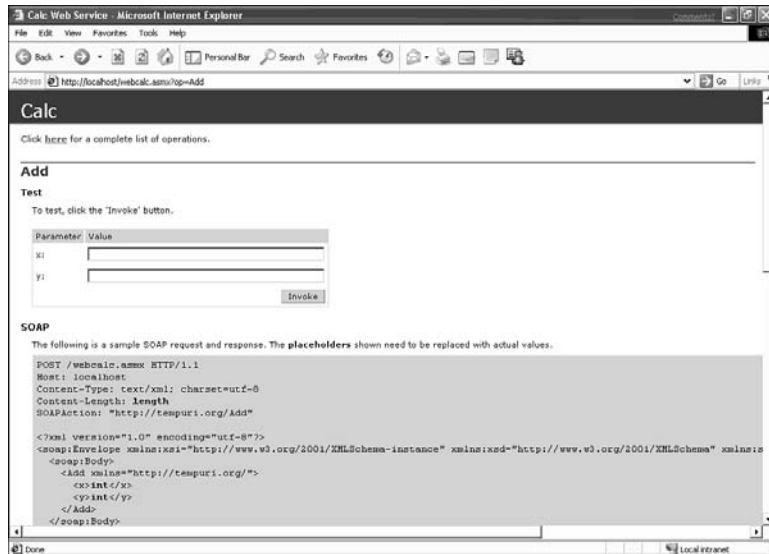 Calc Web Service - Microsoft Internet Explorer
Comments?
File Edit View Favorites Tools Help
Back Personal Bar Search Favorites
Address http://localhost/webcalc.asmx?op=Add Go Links
Calc
Click here for a complete list of operations.
Add
Test
To test, click the 'Invoke' button.
Parameter Value
x:
y:
Invoke
SOAP
The following is a sample SOAP request and response. The placeholders shown need to be replaced with actual values.
POST /webcalc.asmx HTTP/1.1
Host: localhost
Content-Type: text/xml; charset=utf-8
Content-Length: length
SOAPAction: "http://tempuri.org/Add"
<?xml version="1.0" encoding="utf-8"?>
<soap:Envelope xmlns:xsi="http://www.w3.org/2001/XMLSchema-instance" xmlns:xsd="http://www.w3.org/2001/XMLSchema" xmlns:s
<soap:Body>
<Add xmlns="http://tempuri.org/">
<x>int</x>
<y>int</y>
</Add>
</soap:Body>
Done Local intranet